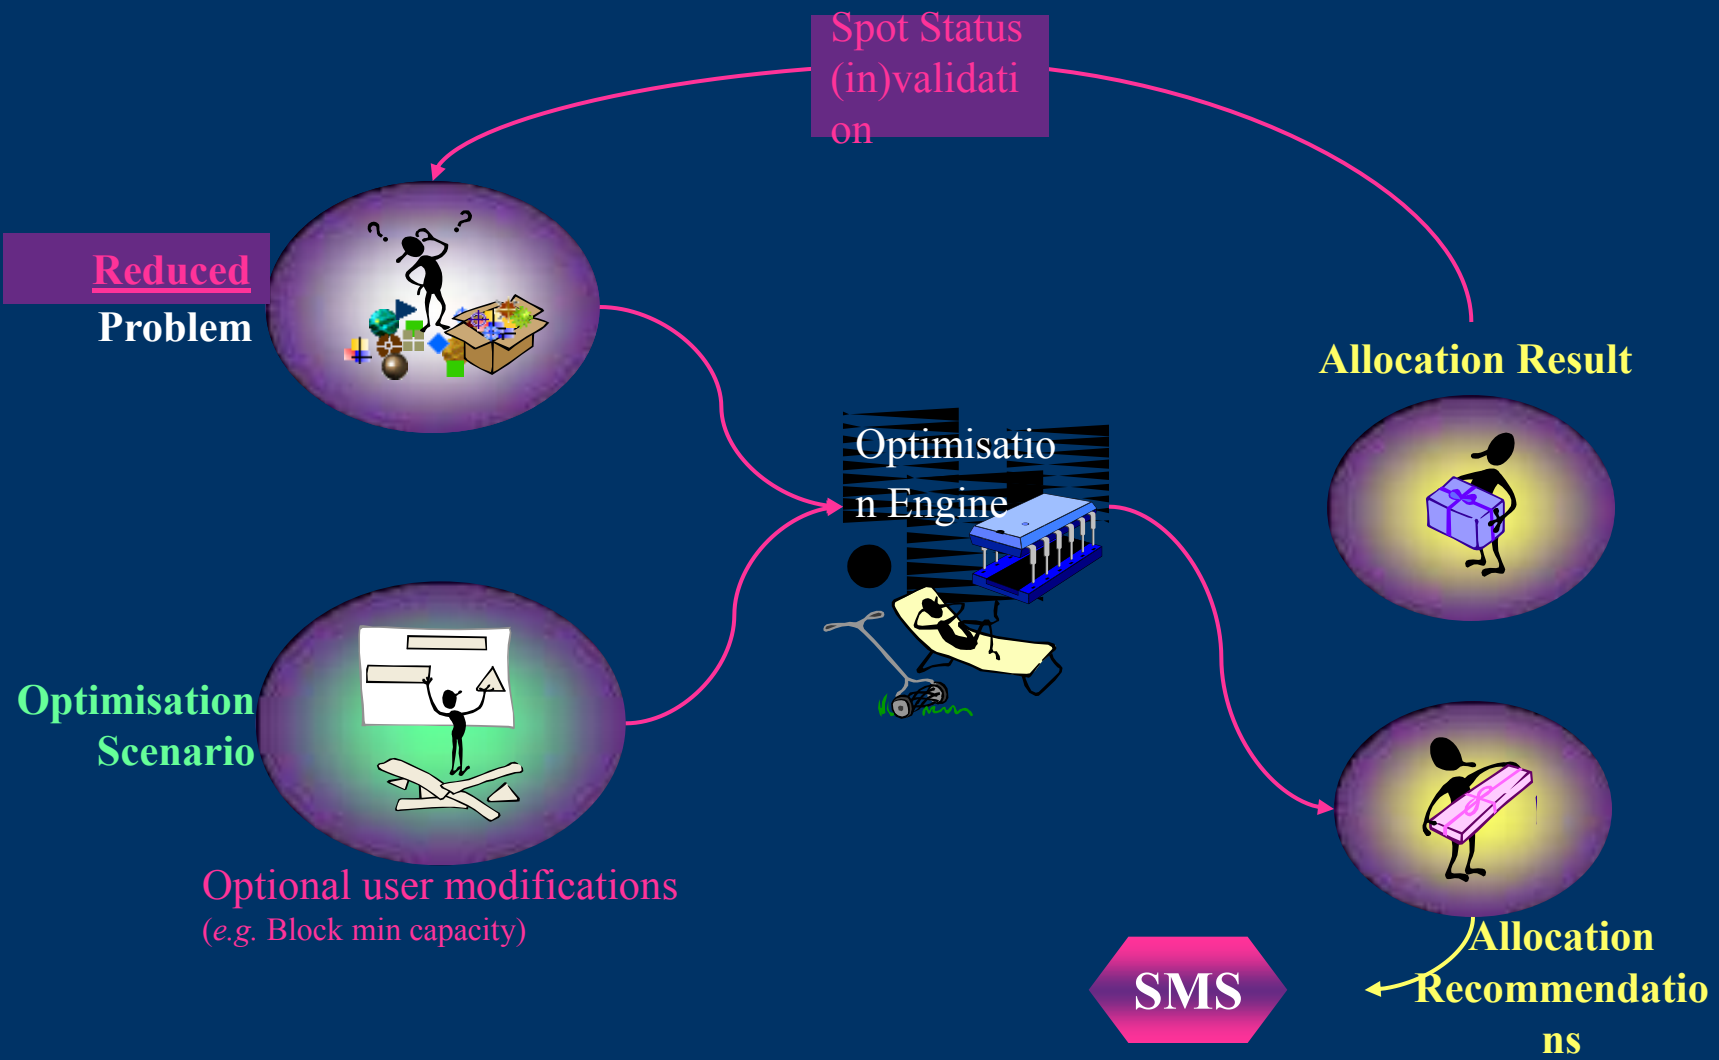 Spot Status
(in)validati
on
Reduced
Problem
? ?
Allocation Result
Optimisatio
n Engine
Optimisation
Scenario
Optional user modifications
(e.g. Block min capacity)
SMS
Allocation
Recommendatio
ns